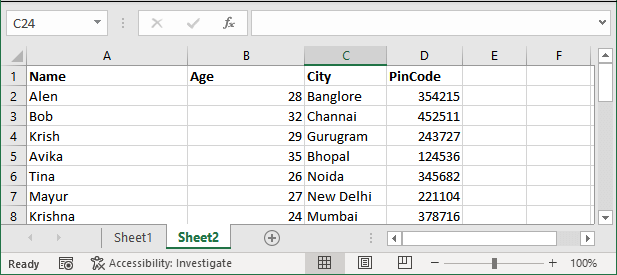 C24 fx
A B C D E F
1 Name Age City PinCode
2 Alen 28 Banglore 354215
3 Bob 32 Channai 452511
4 Krish 29 Gurugram 243727
5 Avika 35 Bhopal 124536
6 Tina 26 Noida 345682
7 Mayur 27 New Delhi 221104
8 Krishna 24 Mumbai 378716
Sheet1 Sheet2
Ready Accessibility: Investigate 100%